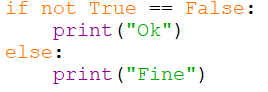 if not True == False:
    print("Ok")
else:
    print("Fine")